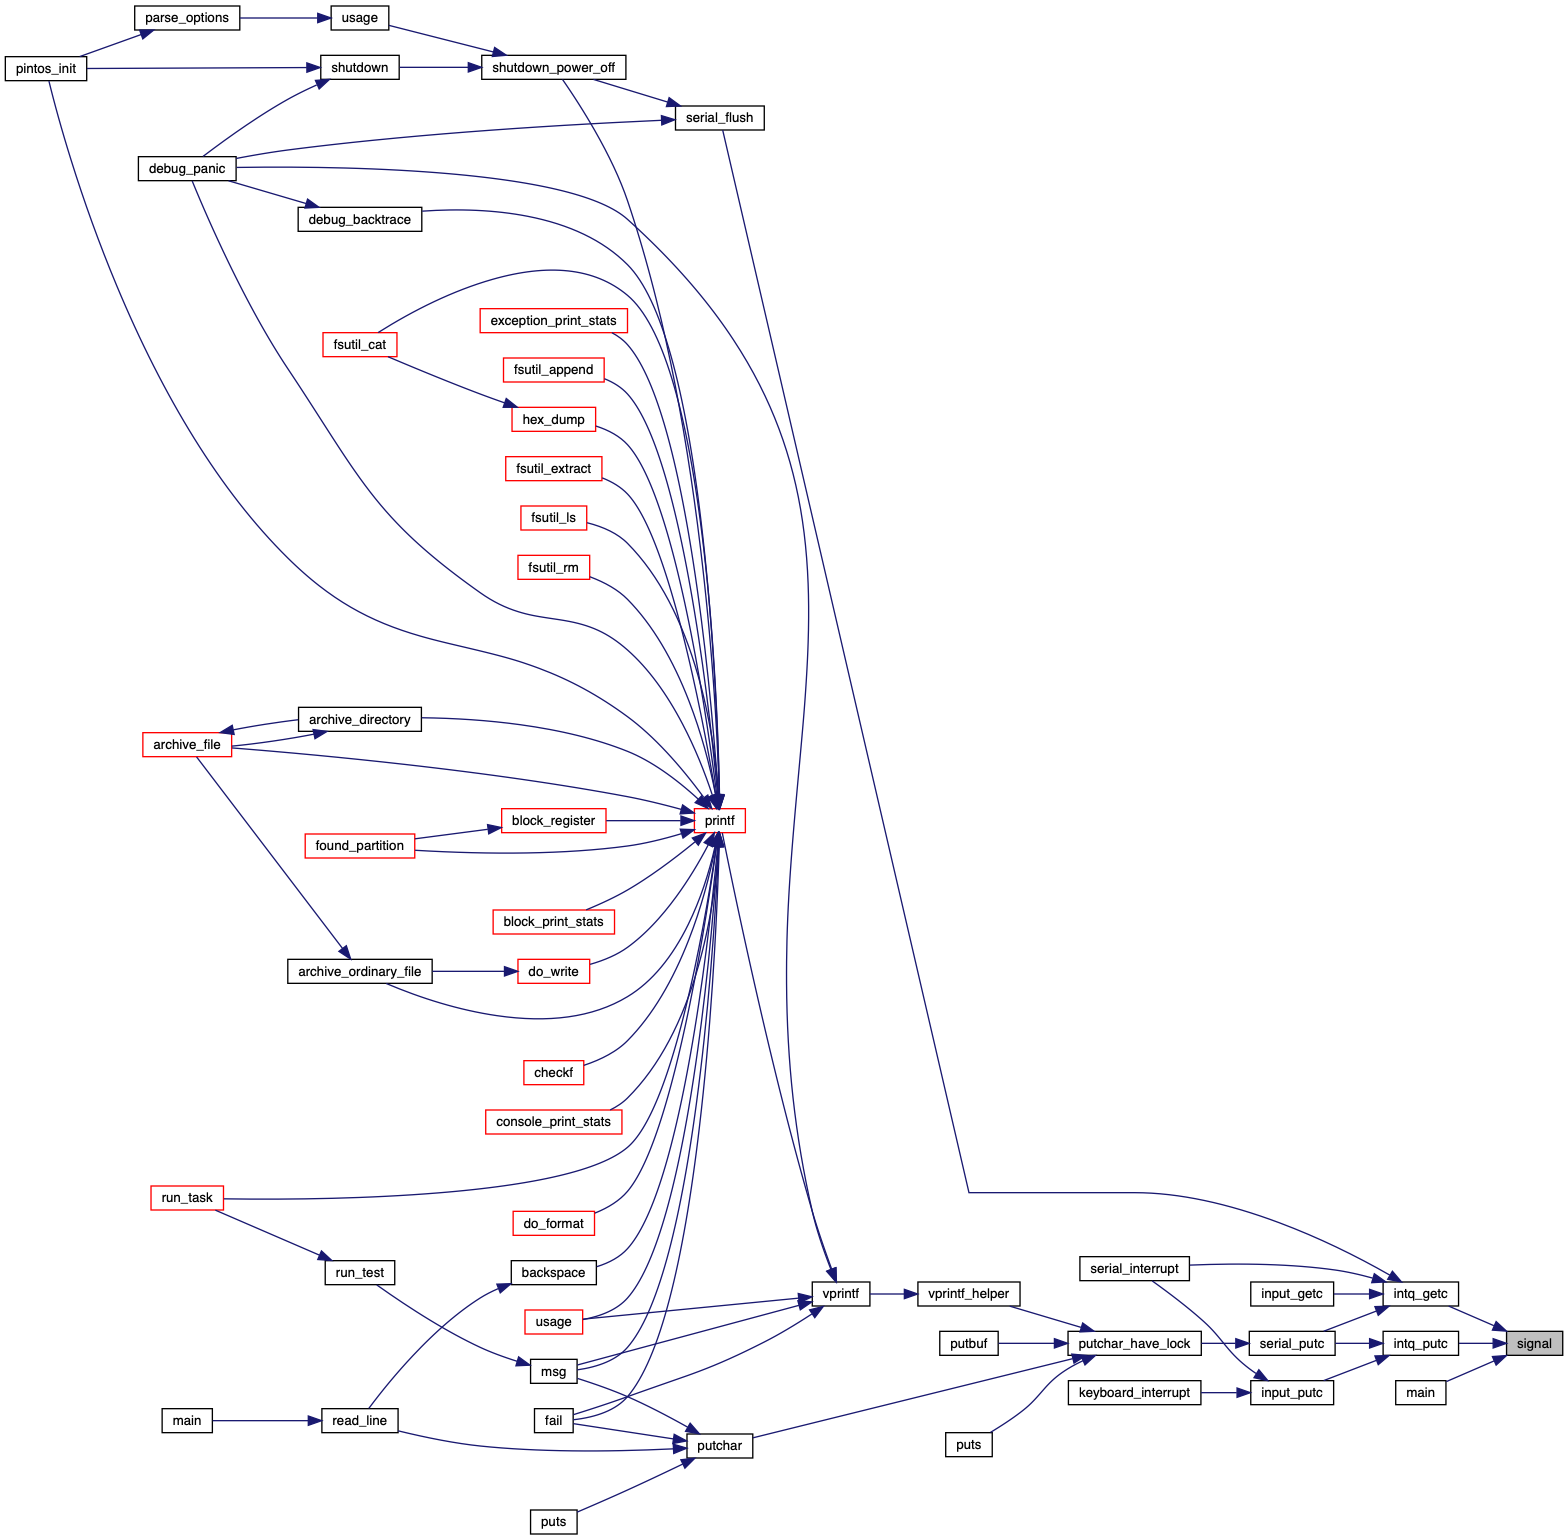 parse_options
usage
pintos_init
shutdown
shutdown_power_off
serial_flush
debug_panic
debug_backtrace
exception_print_stats
fsutil_cat
fsutil_append
hex_dump
fsutil_extract
fsutil_ls
fsutil_rm
archive_directory
archive_file
printf
block_register
found_partition
block_print_stats
archive_ordinary_file
do_write
checkf
console_print_stats
run_task
do_format
run_test
backspace
serial_interrupt
vprintf
vprintf_helper
input_getc
intq_getc
usage
putbuf
putchar_have_lock
serial_putc
intq_putc
signal
msg
keyboard_interrupt
input_putc
main
main
read_line
fail
putchar
puts
puts